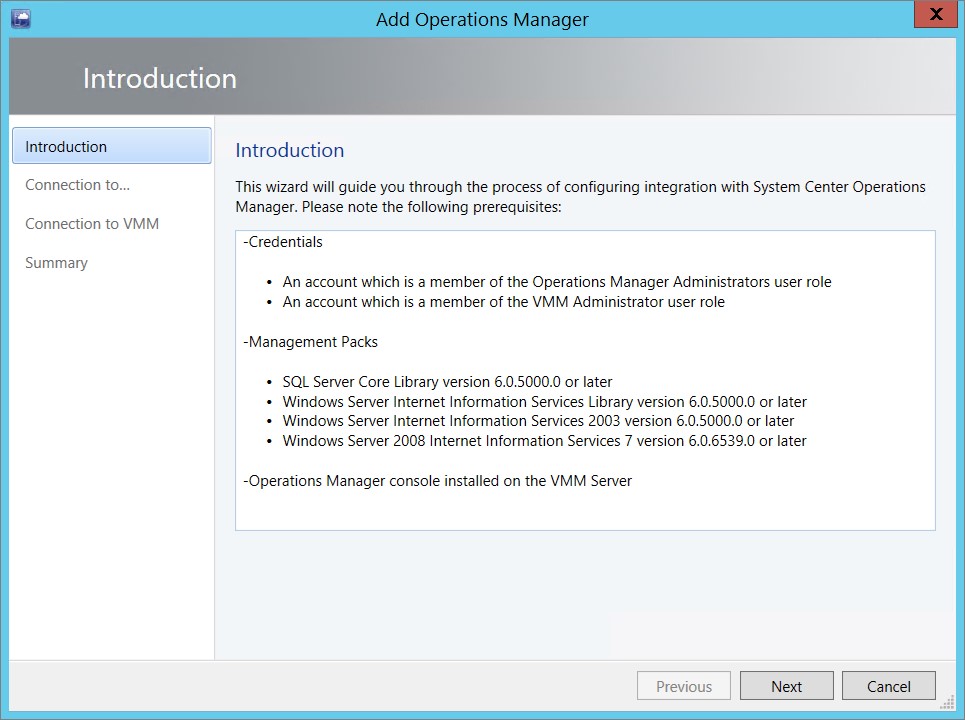 Add Operations Manager
X
Introduction
Introduction
Connection to...
Connection to VMM
Summary
Introduction
This wizard will guide you through the process of configuring integration with System Center Operations
Manager. Please note the following prerequisites:
-Credentials
• An account which is a member of the Operations Manager Administrators user role
• An account which is a member of the VMM Administrator user role
-Management Packs
• SQL Server Core Library version 6.0.5000.0 or later
• Windows Server Internet Information Services Library version 6.0.5000.0 or later
• Windows Server Internet Information Services 2003 version 6.0.5000.0 or later
• Windows Server 2008 Internet Information Services 7 version 6.0.6539.0 or later
-Operations Manager console installed on the VMM Server
Previous
Next
Cancel